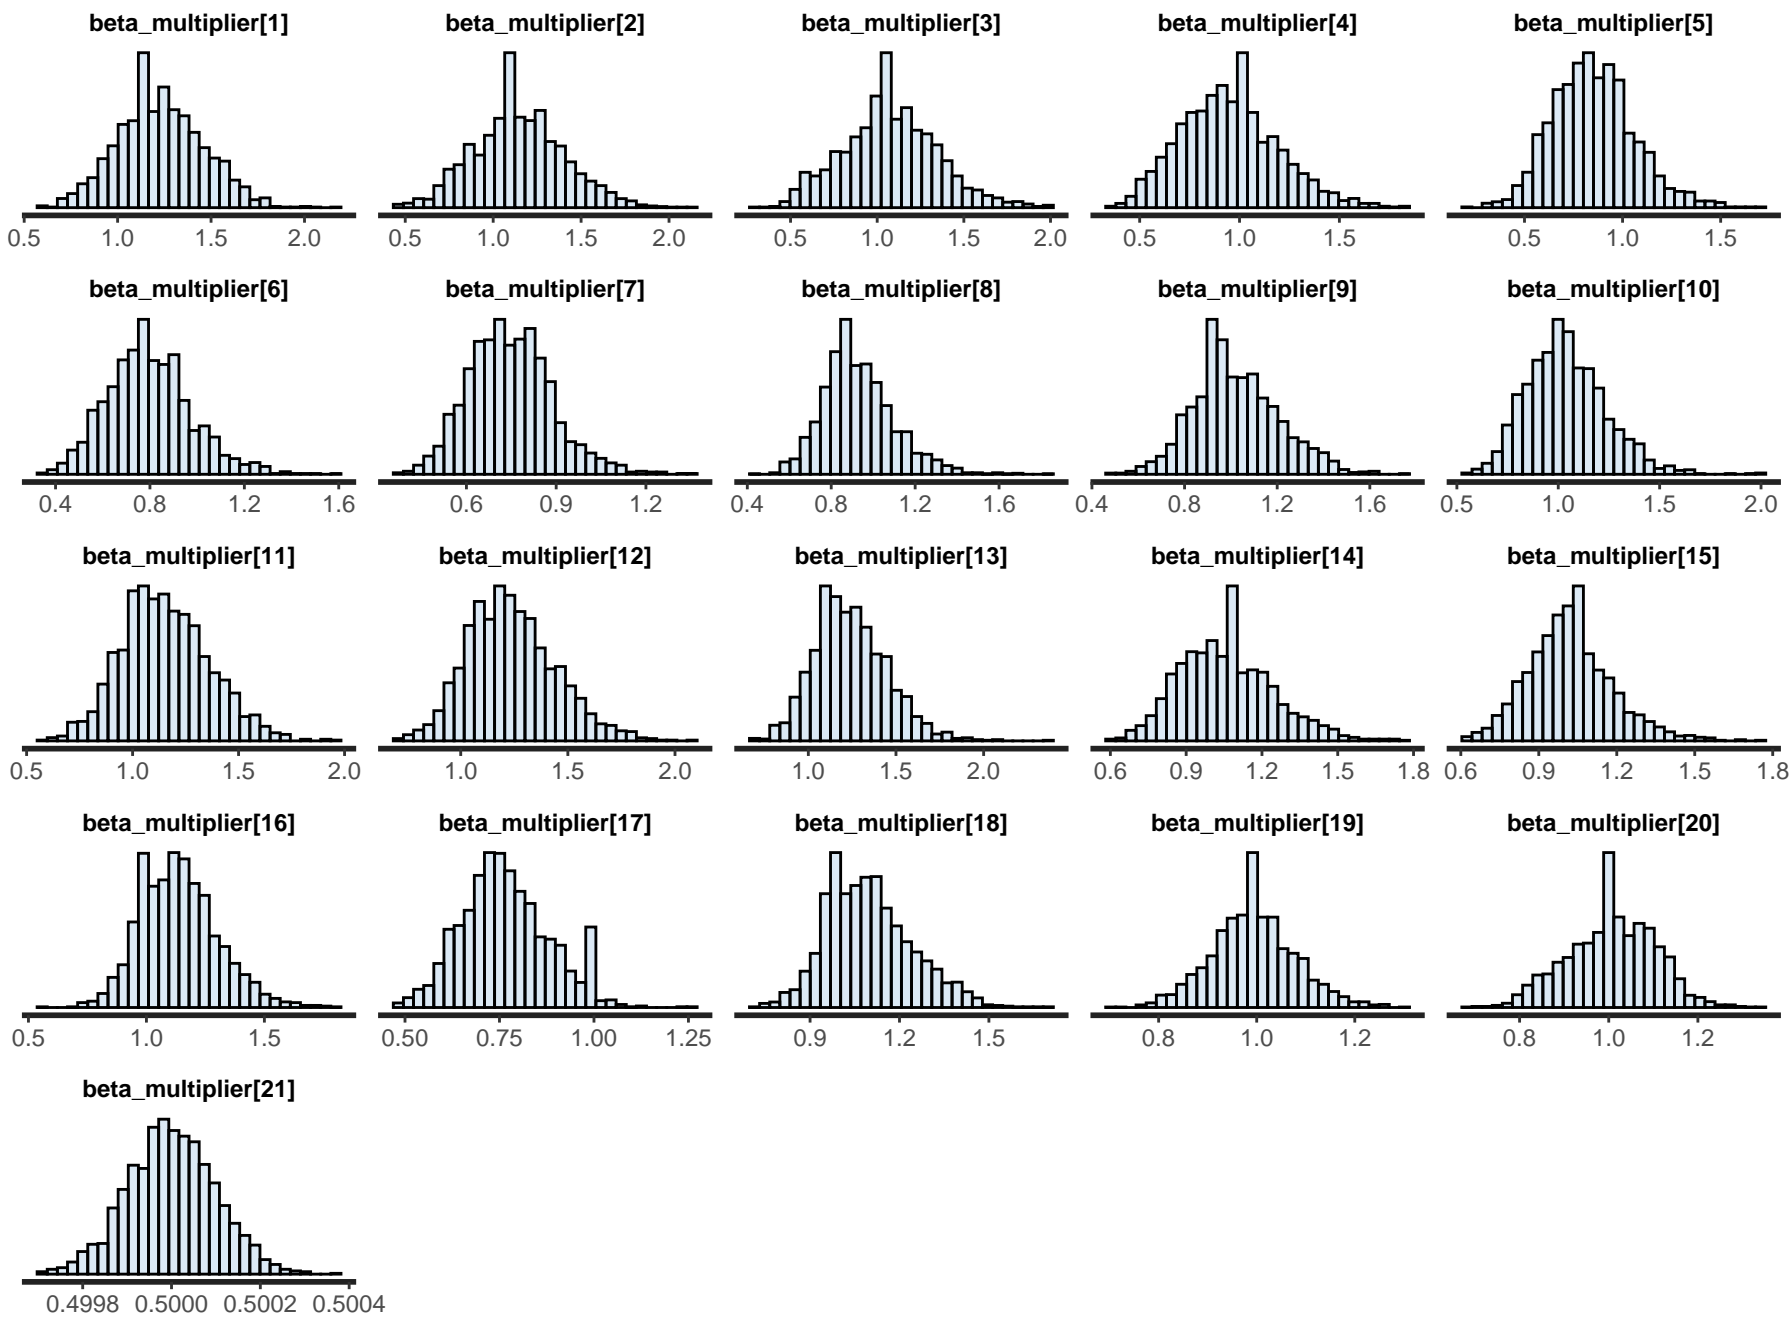 beta_multiplier[1] beta_multiplier[2] beta_multiplier[3] beta_multiplier[4] beta_multiplier[5]
0.5 1.0 1.5 2.0 0.5 1.0 1.5 2.0 0.5 1.0 1.5 2.0 0.5 1.0 1.5 0.5 1.0 1.5
beta_multiplier[6] beta_multiplier[7] beta_multiplier[8] beta_multiplier[9] beta_multiplier[10]
0.4 0.8 1.2 1.6 0.6 0.9 1.2 0.4 0.8 1.2 1.6 0.4 0.8 1.2 1.6 0.5 1.0 1.5 2.0
beta_multiplier[11] beta_multiplier[12] beta_multiplier[13] beta_multiplier[14] beta_multiplier[15]
0.5 1.0 1.5 2.0 1.0 1.5 2.0 1.0 1.5 2.0 0.6 0.9 1.2 1.5 1.8 0.6 0.9 1.2 1.5 1.8
beta_multiplier[16] beta_multiplier[17] beta_multiplier[18] beta_multiplier[19] beta_multiplier[20]
0.5 1.0 1.5 0.50 0.75 1.00 1.25 0.9 1.2 1.5 0.8 1.0 1.2 0.8 1.0 1.2
beta_multiplier[21]
0.4998 0.5000 0.5002 0.5004